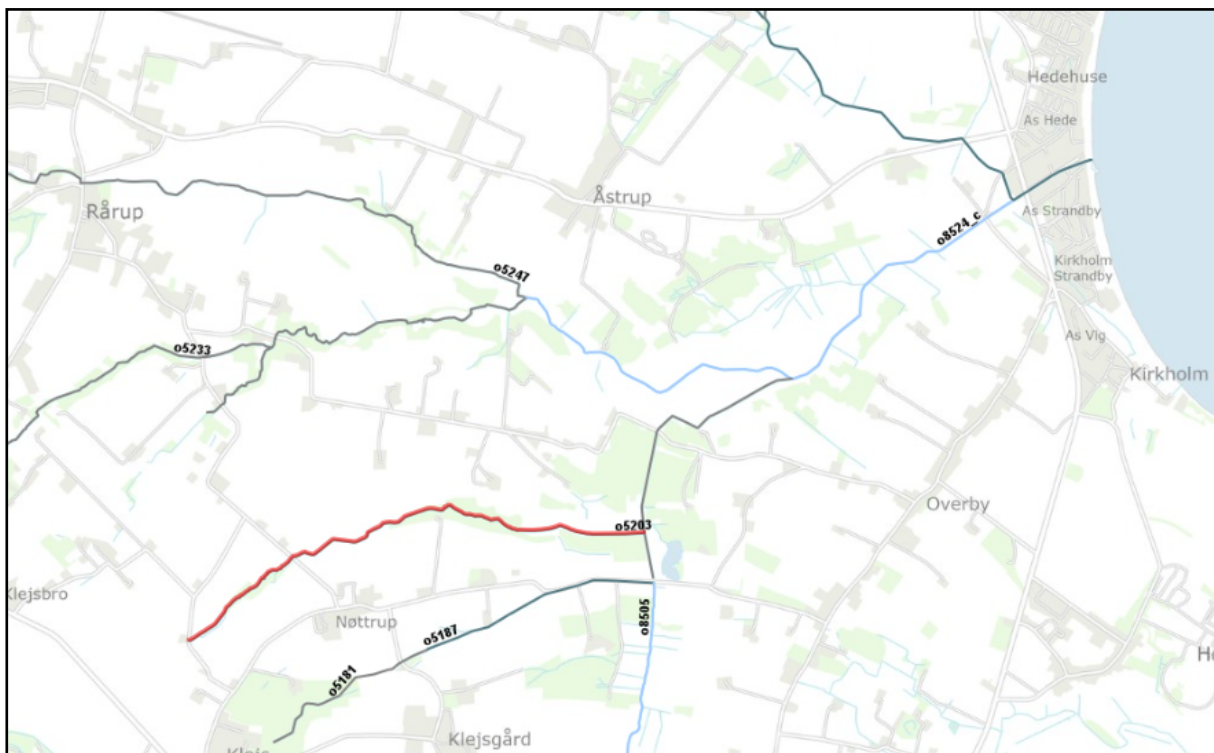 Hedehuse
As Hede
Åstrup
Rårup
o8524_c
As Strandby
o5247
Kirkholm
Strandby
As Vig
o5233
Kirkholm
Overby
o5203
Klejsbro
Nøttrup
o8505
o5187
o5181
Klejsgård